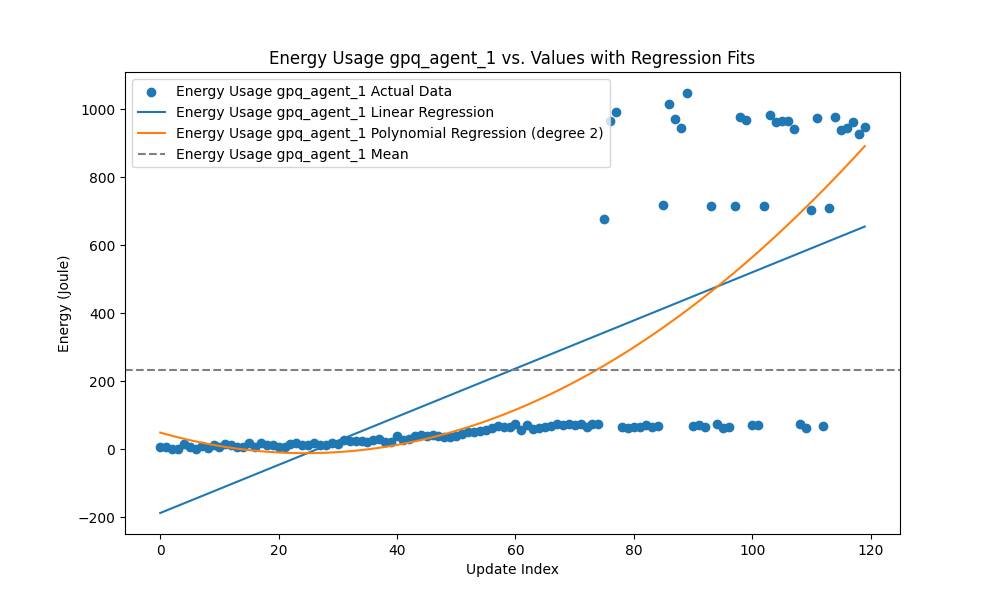 Energy Usage gpq_agent_1 vs. Values with Regression Fits
Energy Usage gpq_agent_1 Actual Data
Energy Usage gpq_agent_1 Linear Regression
Energy Usage gpq_agent_1 Polynomial Regression (degree 2)
Energy Usage gpq_agent_1 Mean
Energy (Joule)
1000
800
600
400
200
0
−200
0 20 40 60 80 100 120
Update Index